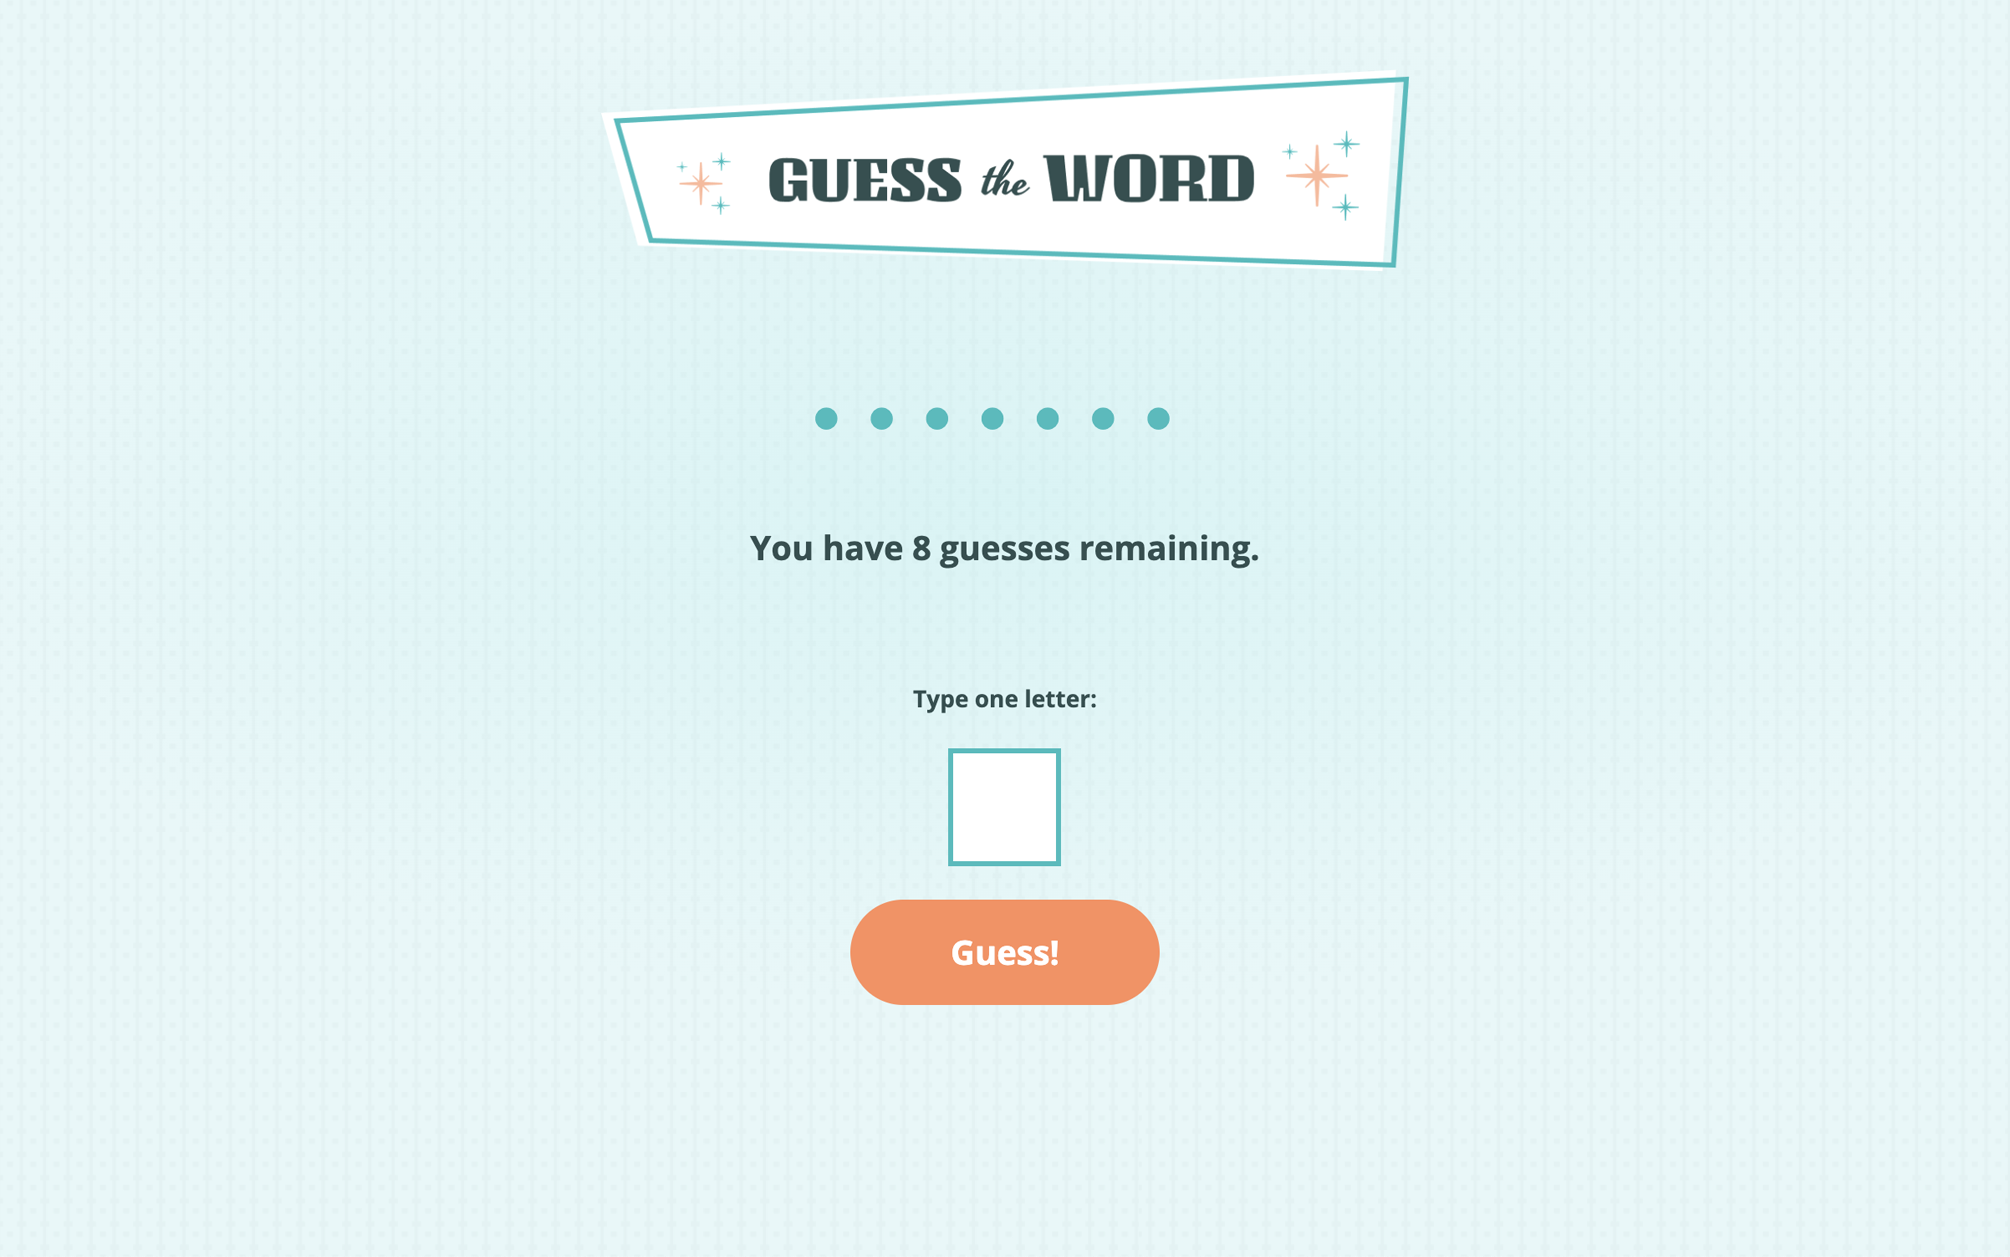 GUESS the WORD
● ● ● ● ● ● ●
You have 8 guesses remaining.
Type one letter:
Guess!